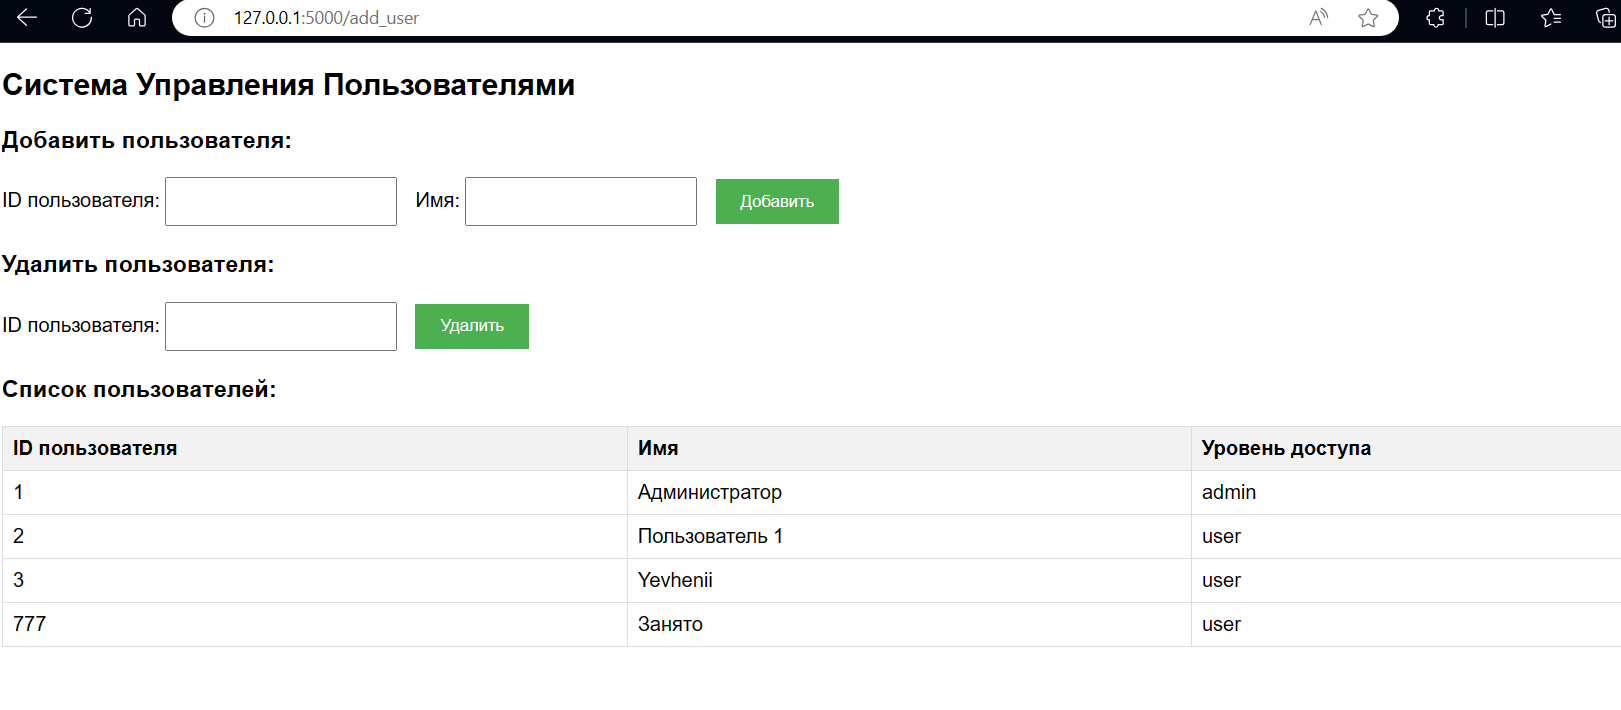 127.0.0.1:5000/add_user
Система Управления Пользователями
Добавить пользователя:
ID пользователя: Имя: Добавить
Удалить пользователя:
ID пользователя: Удалить
Список пользователей:
ID пользователя Имя Уровень доступа
1 Администратор admin
2 Пользователь 1 user
3 Yevhenii user
777 Занято user